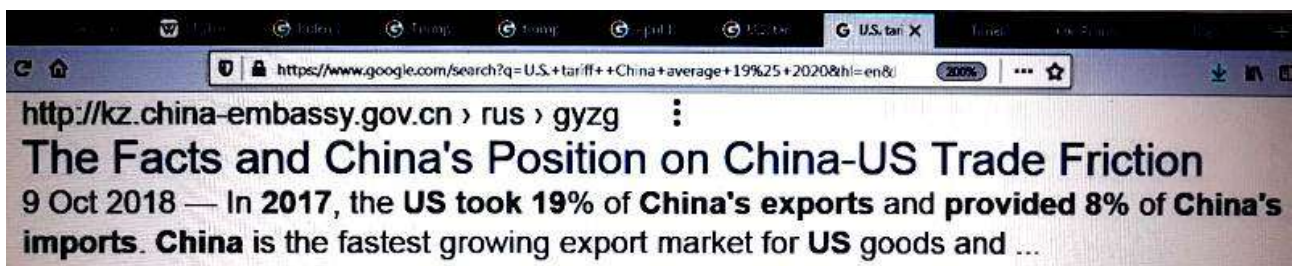 U.S. tari
https://www.google.com/search?q=U.S.+tariff++China+average+19%25+2020&hl=en&
200%
http://kz.china-embassy.gov.cn › rus › gyzg
The Facts and China's Position on China-US Trade Friction
9 Oct 2018 — In 2017, the US took 19% of China's exports and provided 8% of China's
imports. China is the fastest growing export market for US goods and ...